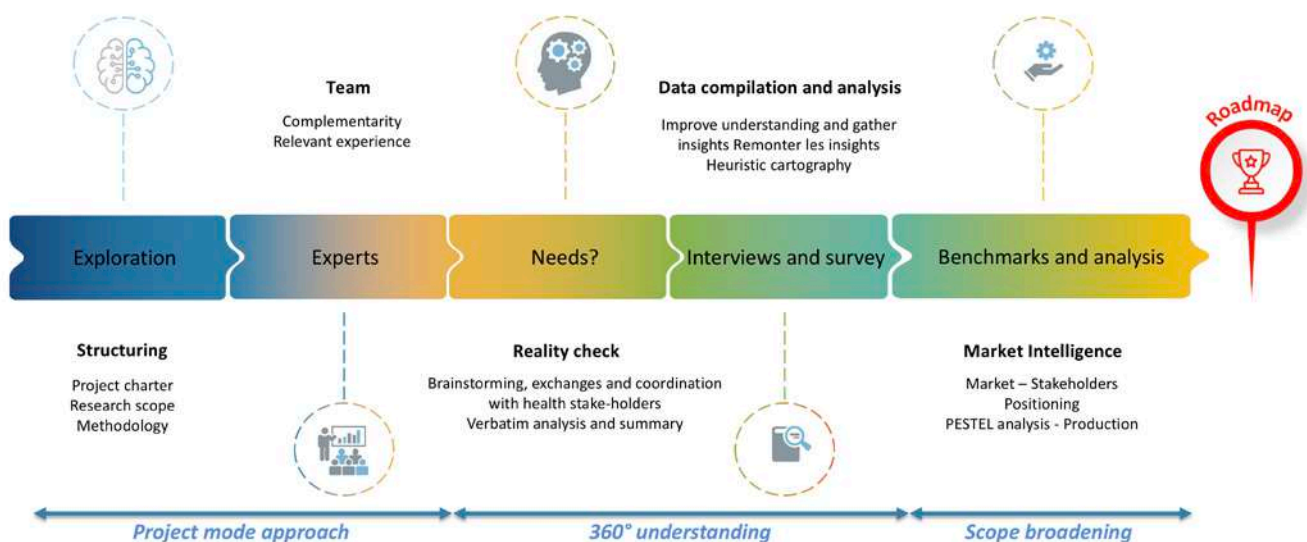 Roadmap
Team
Complementarity
Relevant experience
Data compilation and analysis
Improve understanding and gather
insights Remonter les insights
Heuristic cartography
Exploration
Experts
Needs?
Interviews and survey
Benchmarks and analysis
Structuring
Project charter
Research scope
Methodology
Reality check
Brainstorming, exchanges and coordination
with health stake-holders
Verbatim analysis and summary
Market Intelligence
Market – Stakeholders
Positioning
PESTEL analysis - Production
Project mode approach
360° understanding
Scope broadening